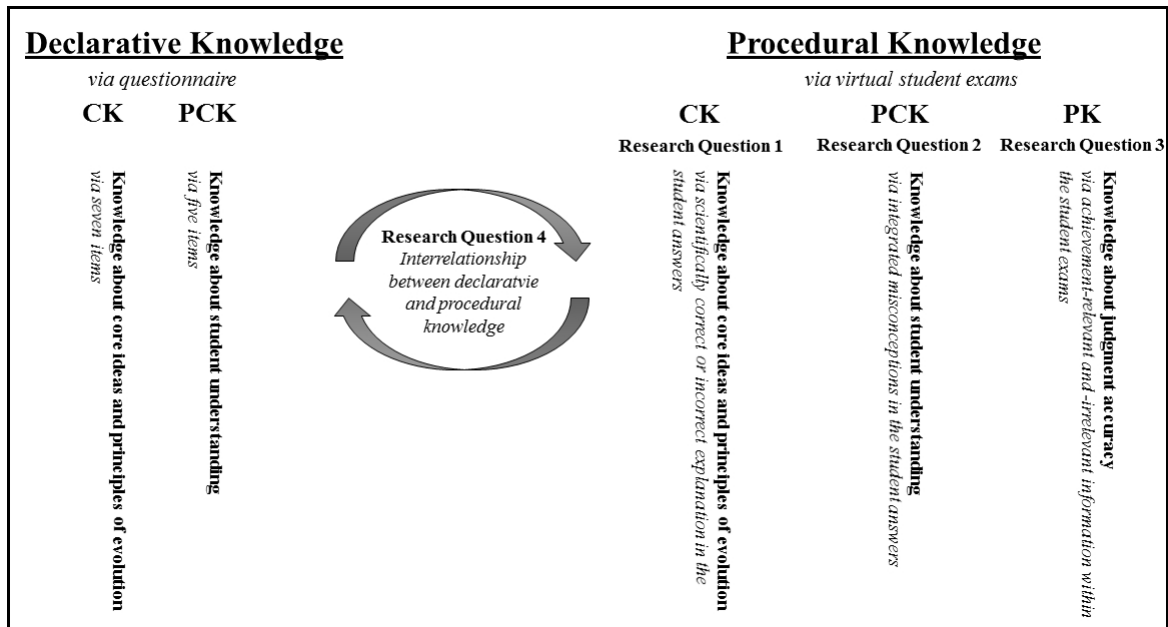 Declarative Knowledge
via questionnaire
CK
PCK
Knowledge about core ideas and principles of evolution
via seven items
Knowledge about student understanding
via five items
Research Question 4
Interrelationship
between declaratvie
and procedural
knowledge
Procedural Knowledge
via virtual student exams
CK
Research Question 1
Knowledge about core ideas and principles of evolution
via scientifically correct or incorrect explanation in the
student answers
PCK
Research Question 2
Knowledge about student understanding
via integrated misconceptions in the student answers
PK
Research Question 3
Knowledge about judgment accuracy
via achievement-relevant and -irrelevant information within
the student exams